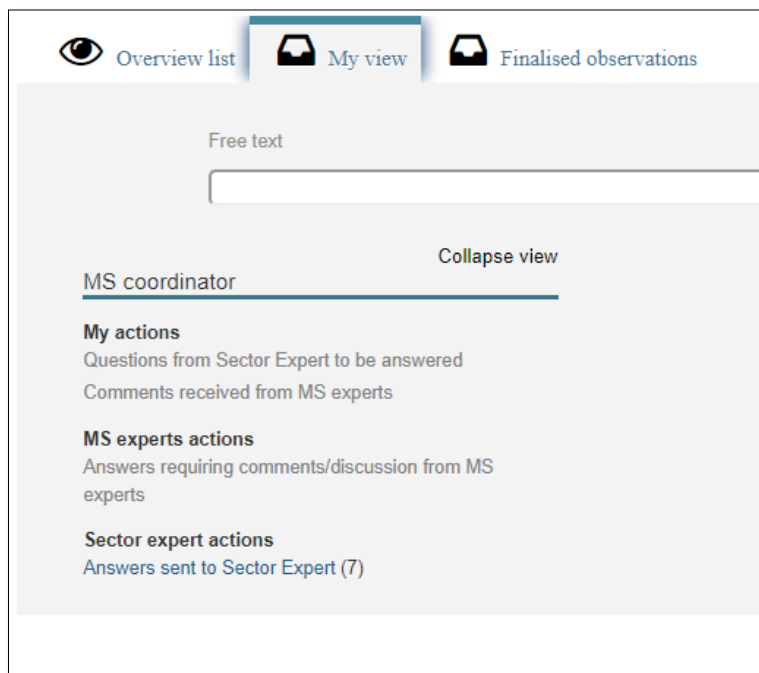 Overview list My view Finalised observations
Free text
Collapse view
MS coordinator
My actions
Questions from Sector Expert to be answered
Comments received from MS experts
MS experts actions
Answers requiring comments/discussion from MS
experts
Sector expert actions
Answers sent to Sector Expert (7)